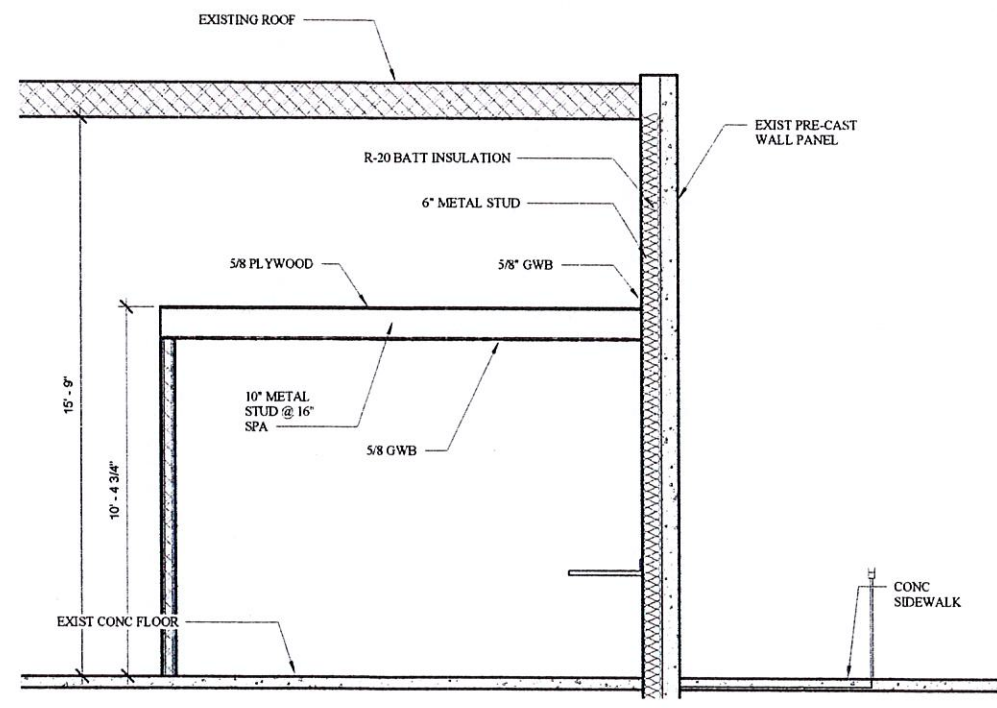 EXISTING ROOF
EXIST PRE-CAST
WALL PANEL
R-20 BATT INSULATION
6" METAL STUD
5/8 PLYWOOD
5/8" GWB
15' - 9"
10' - 4 3/4"
10" METAL
STUD @ 16"
SPA
5/8 GWB
CONC
SIDEWALK
EXIST CONC FLOOR